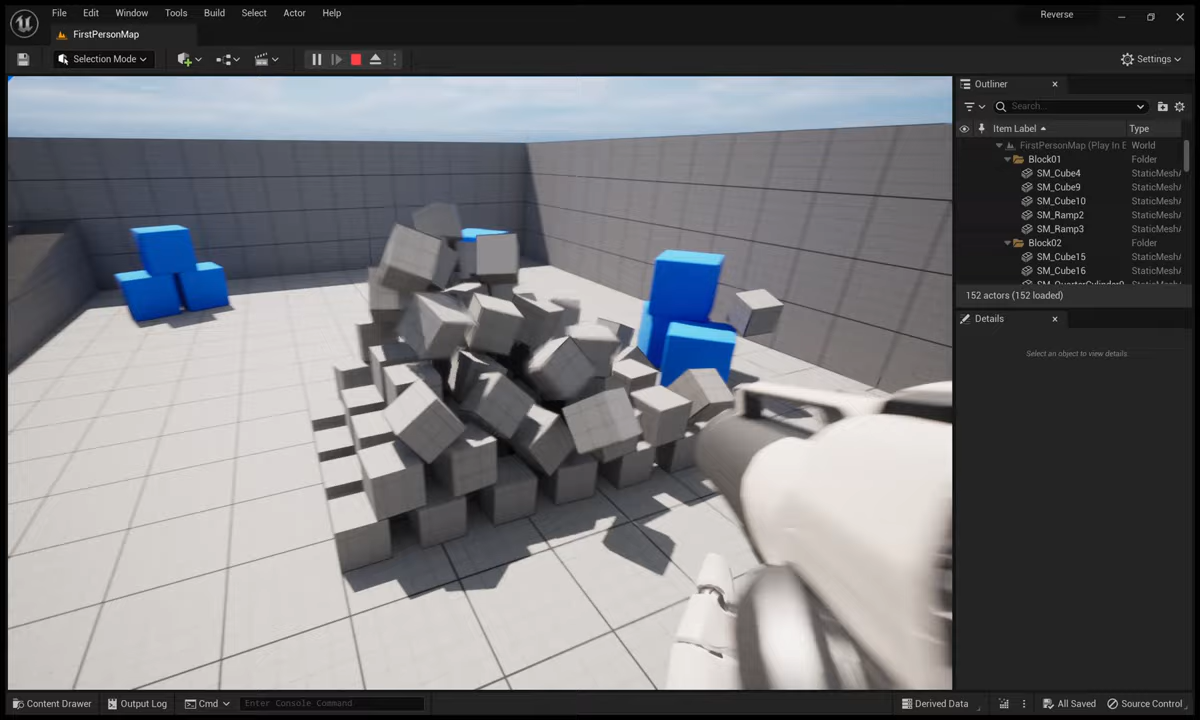 File Edit Window Tools Build Select Actor Help
Reverse
FirstPersonMap
Selection Mode
Settings
Outliner
Search...
Item Label Type
FirstPersonMap (Play In E World
Block01 Folder
SM_Cube4 StaticMesh
SM_Cube9 StaticMesh
SM_Cube10 StaticMesh
SM_Ramp2 StaticMesh
SM_Ramp3 StaticMesh
Block02 Folder
SM_Cube15 StaticMesh
SM_Cube16 StaticMesh
152 actors (152 loaded)
Details
Select an object to view details.
Content Drawer Output Log Cmd Enter Console Command Derived Data All Saved Source Control